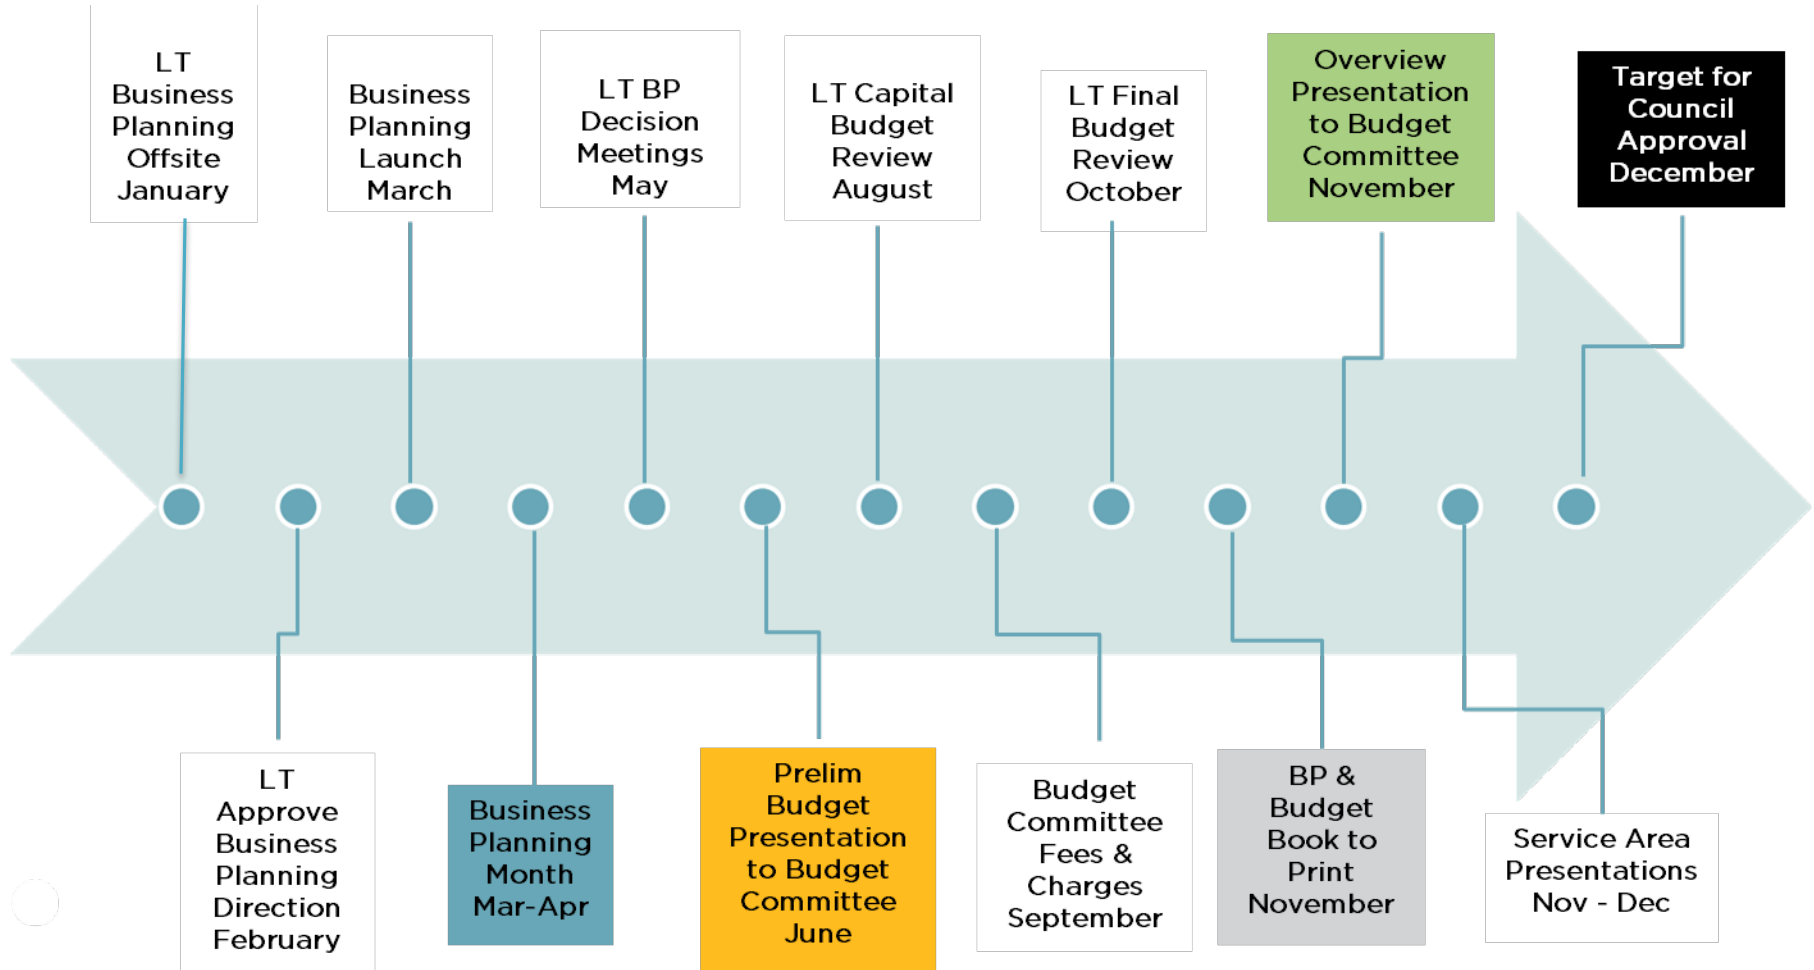 LT
Business
Planning
Offsite
January
Business
Planning
Launch
March
LT BP
Decision
Meetings
May
LT Capital
Budget
Review
August
LT Final
Budget
Review
October
Overview
Presentation
to Budget
Committee
November
Target for
Council
Approval
December
LT
Approve
Business
Planning
Direction
February
Business
Planning
Month
Mar-Apr
Prelim
Budget
Presentation
to Budget
Committee
June
Budget
Committee
Fees &
Charges
September
BP &
Budget
Book to
Print
November
Service Area
Presentations
Nov - Dec